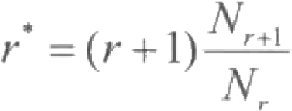 r* = (r + 1) N_{r+1} / N_r